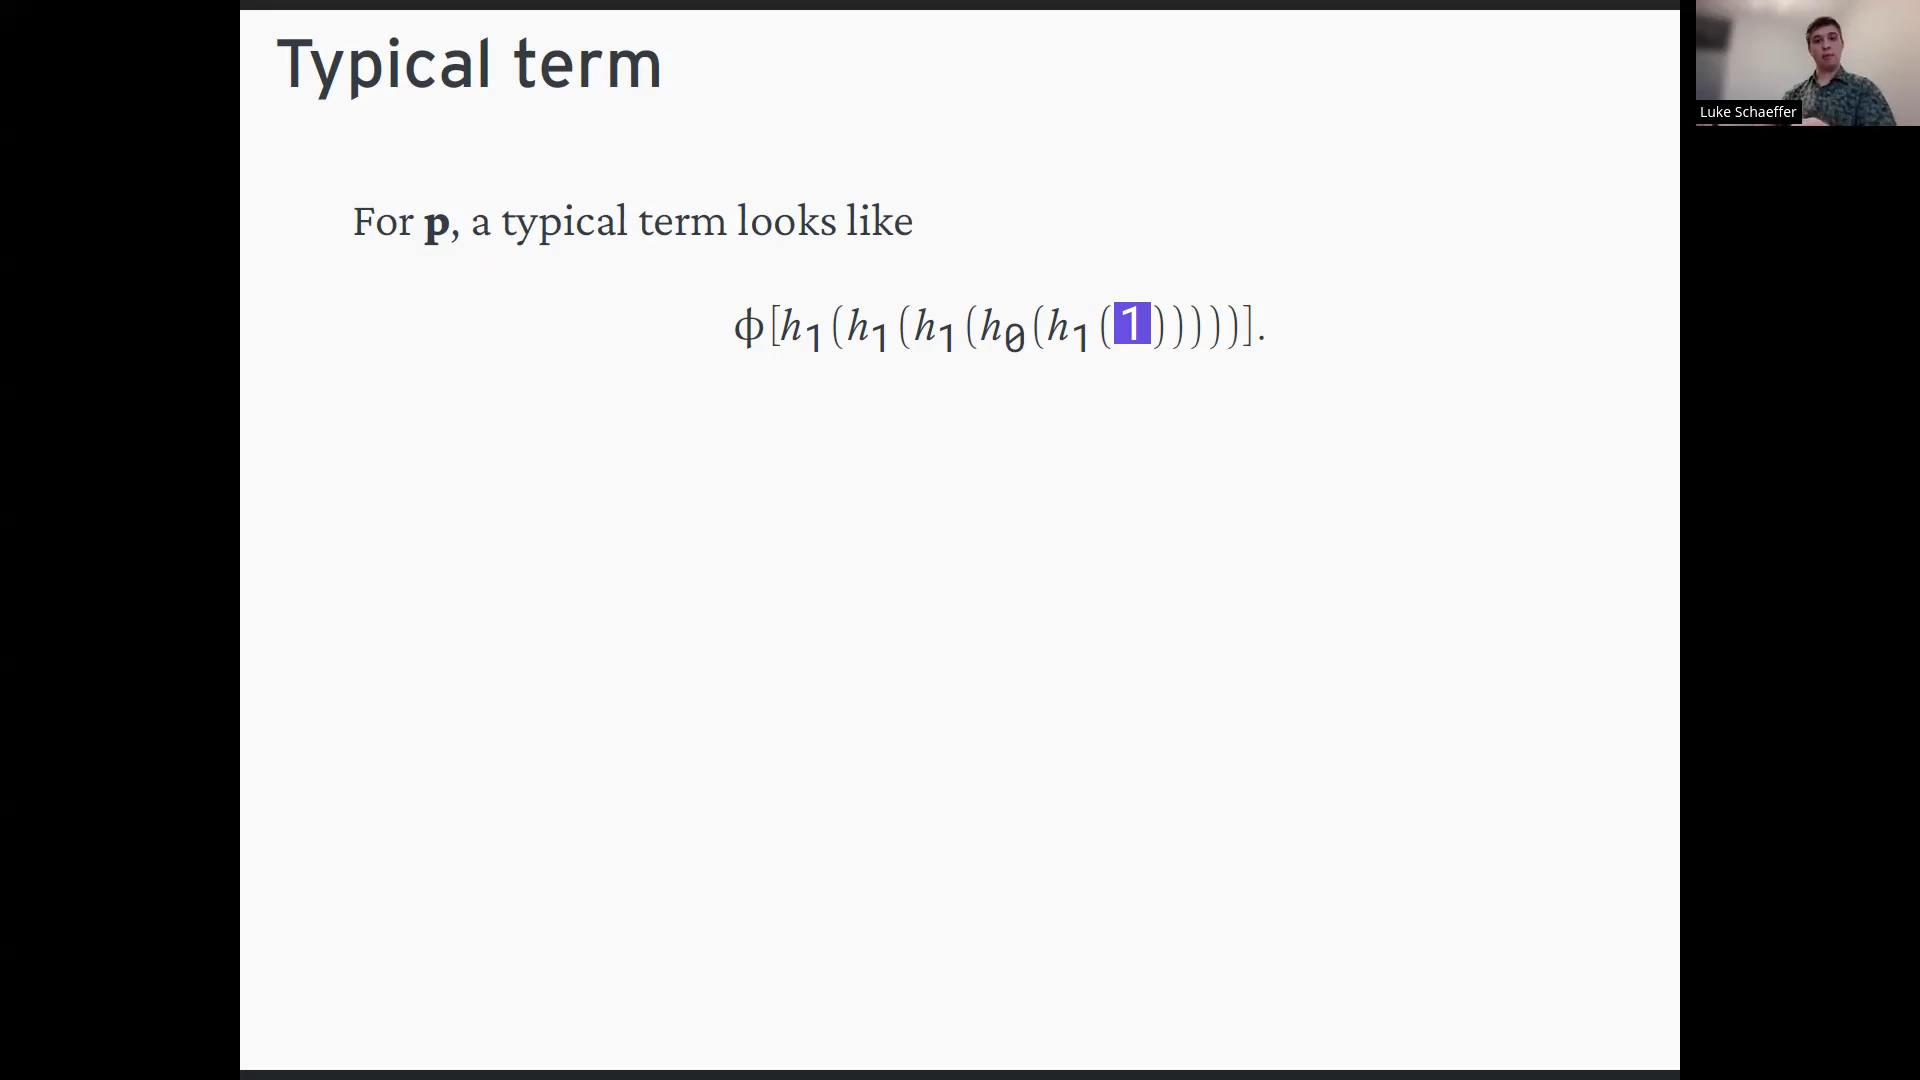 Typical term
Luke Schaeffer
For p, a typical term looks like
ϕ[h₁(h₁(h₁(h₀(h₁(1)))))].